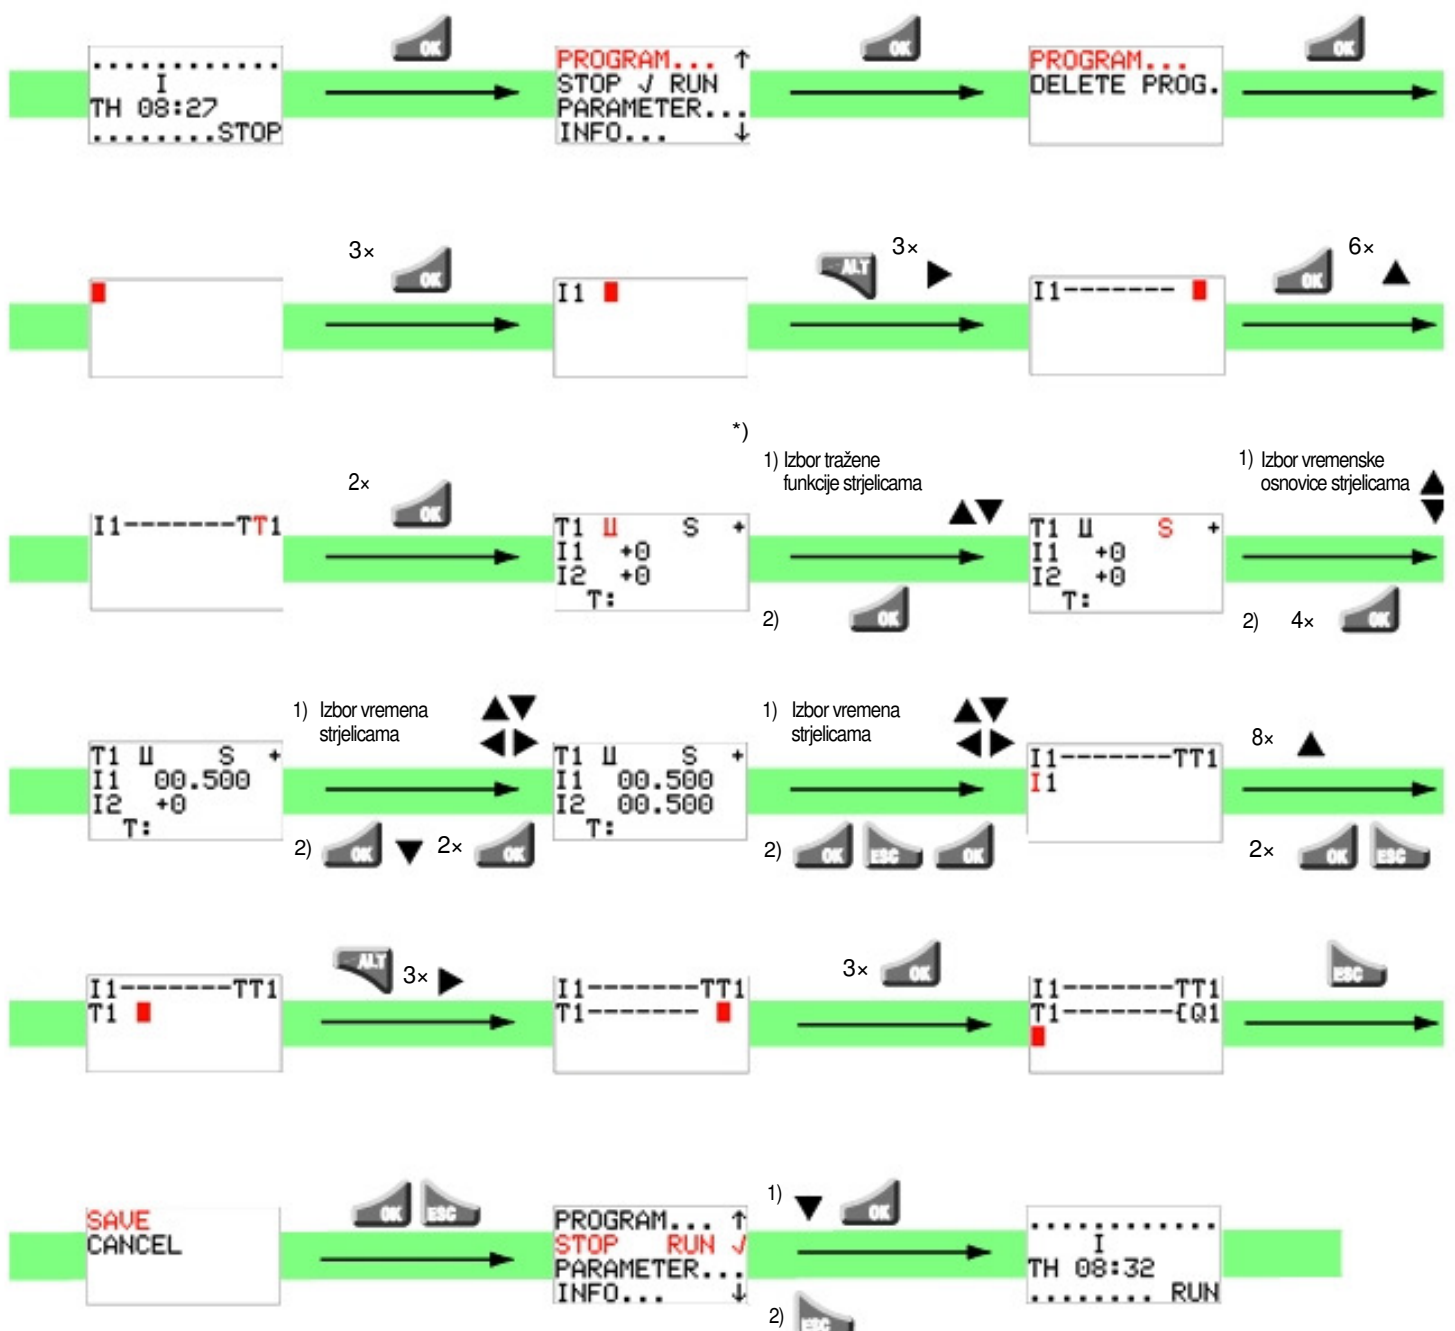 ............
I
TH 08:27
........STOP
OK
PROGRAM... ↑
STOP √ RUN
PARAMETER...
INFO... ↓
OK
PROGRAM...
DELETE PROG.
OK
3×
OK
I1
ALT
3×
I1-------
OK
6×
I1-------TT1
2×
OK
T1 Ш S +
I1 +0
I2 +0
T:
*)
1) Izbor tražene
funkcije strjelicama
2)
OK
T1 Ш S +
I1 +0
I2 +0
T:
1) Izbor vremenske
osnovice strjelicama
2) 4×
OK
T1 Ш S +
I1 00.500
I2 +0
T:
1) Izbor vremena
strjelicama
2)
OK
2×
OK
T1 Ш S +
I1 00.500
I2 00.500
T:
1) Izbor vremena
strjelicama
2)
OK
ESC
OK
I1-------TT1
I1
8×
2×
OK
ESC
I1-------TT1
T1
ALT
3×
I1-------TT1
T1-------
3×
OK
I1-------TT1
T1-------[Q1
ESC
SAVE
CANCEL
OK
ESC
PROGRAM... ↑
STOP RUN √
PARAMETER...
INFO... ↓
1)
OK
2)
ESC
............
I
TH 08:32
........ RUN